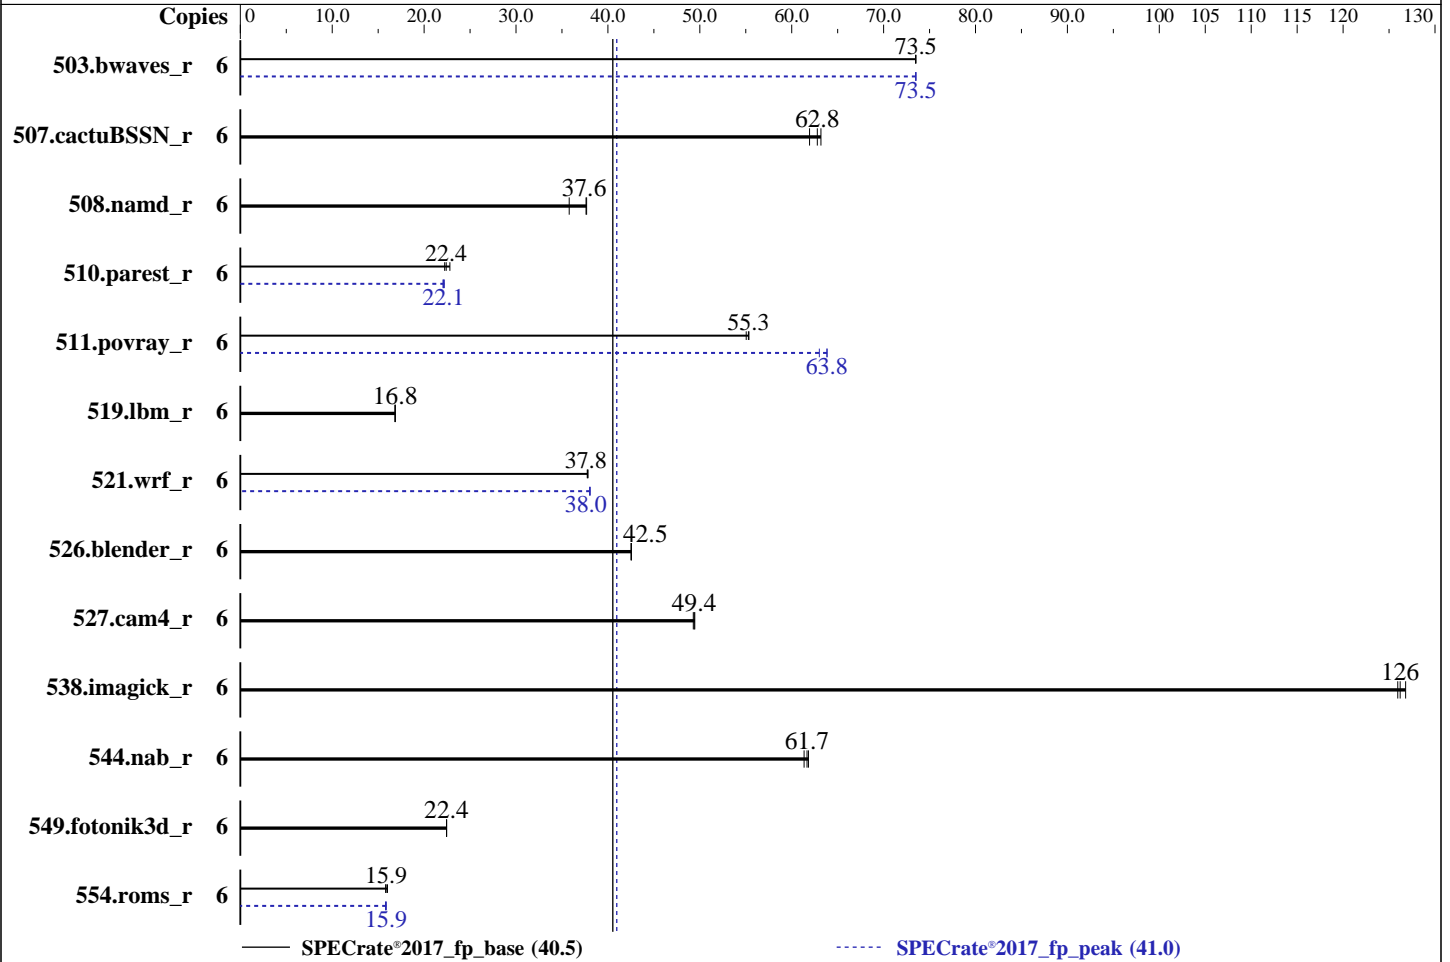 Copies 0 10.0 20.0 30.0 40.0 50.0 60.0 70.0 80.0 90.0 100 105 110 115 120 130
503.bwaves_r 6 73.5
73.5
507.cactuBSSN_r 6 62.8
508.namd_r 6 37.6
510.parest_r 6 22.4
22.1
511.povray_r 6 55.3
63.8
519.lbm_r 6 16.8
521.wrf_r 6 37.8
38.0
526.blender_r 6 42.5
527.cam4_r 6 49.4
538.imagick_r 6 126
544.nab_r 6 61.7
549.fotonik3d_r 6 22.4
554.roms_r 6 15.9
15.9
SPECrate®2017_fp_base (40.5) SPECrate®2017_fp_peak (41.0)